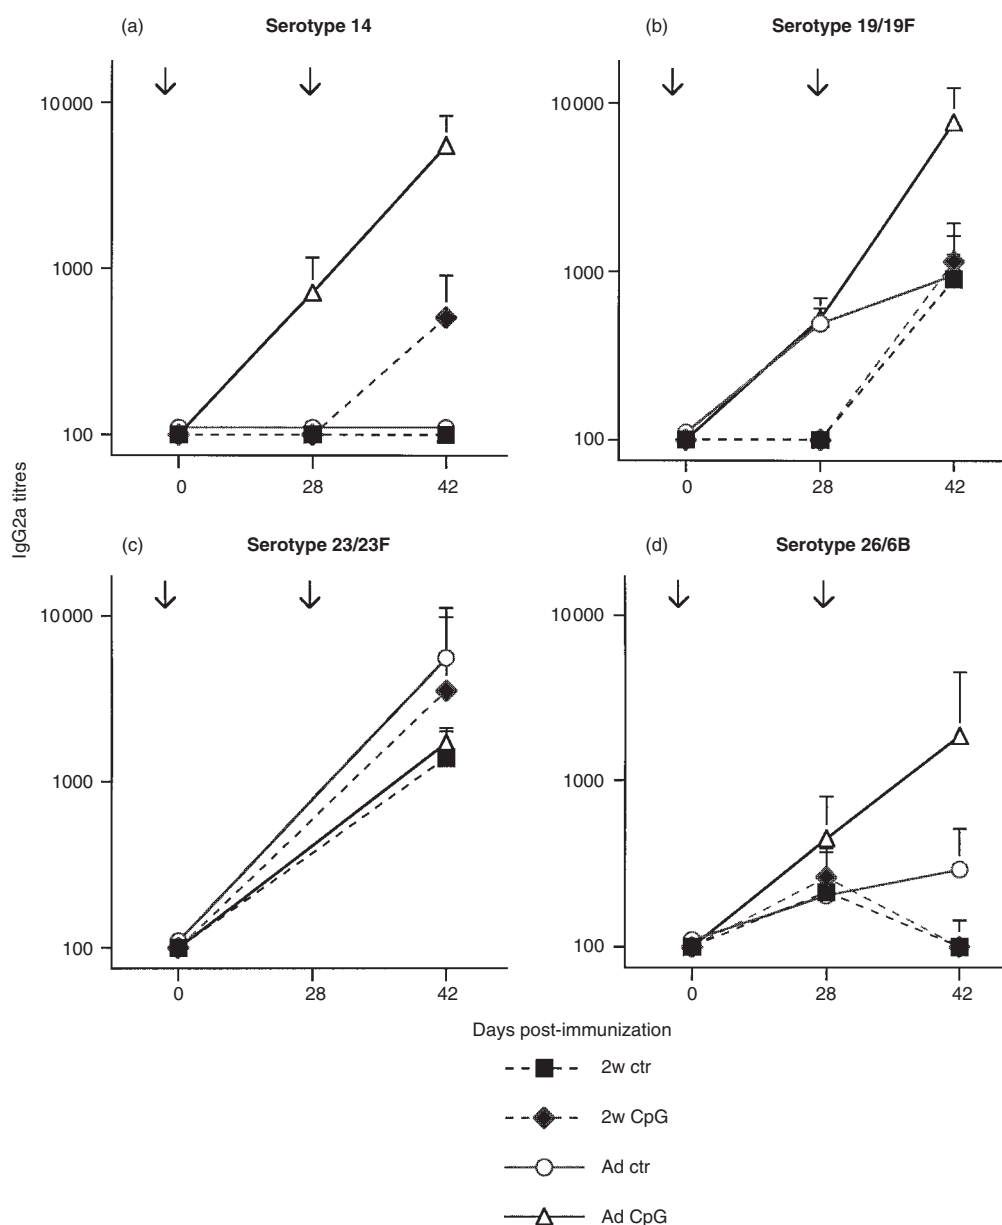 (a) Serotype 14
10000
1000
100
0 28 42
(b) Serotype 19/19F
10000
1000
100
0 28 42
IgG2a titres
(c) Serotype 23/23F
10000
1000
100
0 28 42
(d) Serotype 26/6B
10000
1000
100
0 28 42
Days post-immunization
2w ctr
2w CpG
Ad ctr
Ad CpG